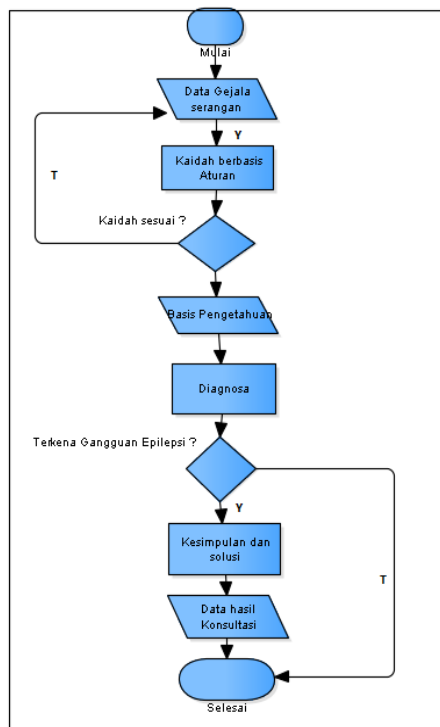 Mulai
Data Gejala
serangan
Y
Kaidah berbasis
Aturan
T
Kaidah sesuai ?
Basis Pengetahuan
Diagnosa
Terkena Gangguan Epilepsi ?
Y
Kesimpulan dan
solusi
T
Data hasil
Konsultasi
Selesai